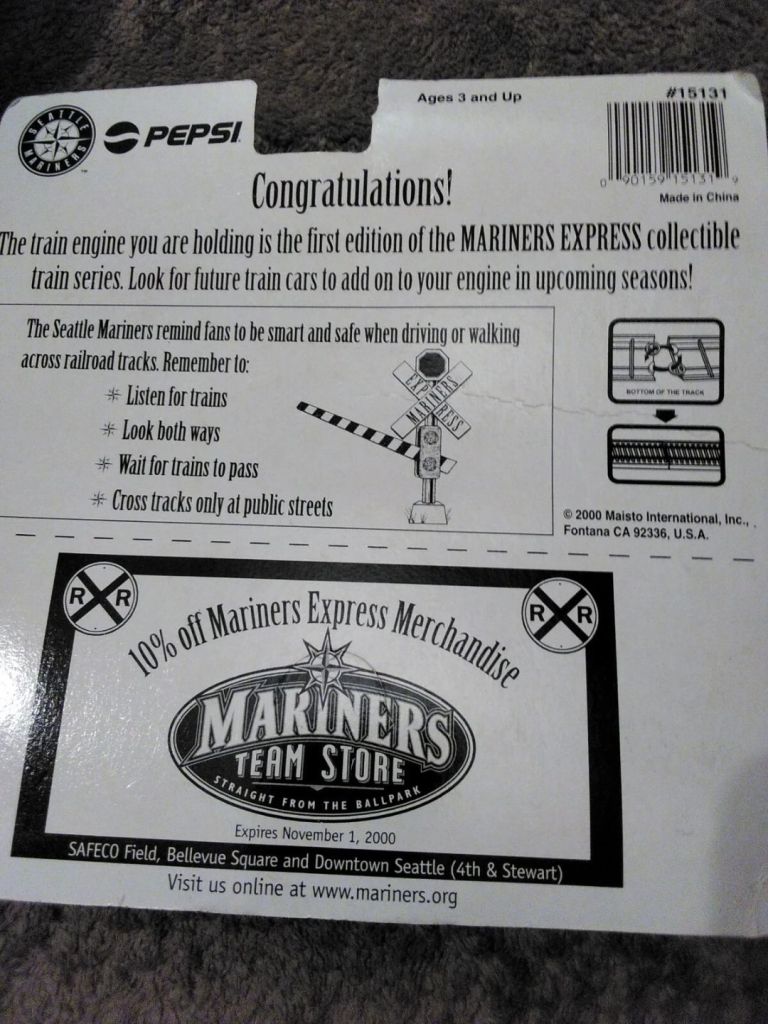 SEATTLE MARINERS ™
PEPSI
Ages 3 and Up
#15131
0 90159 15131 9
Made in China
Congratulations!
The train engine you are holding is the first edition of the MARINERS EXPRESS collectible
train series. Look for future train cars to add on to your engine in upcoming seasons!
The Seattle Mariners remind fans to be smart and safe when driving or walking
across railroad tracks. Remember to:
Listen for trains
Look both ways
Wait for trains to pass
Cross tracks only at public streets
EXPRESS
MARINERS
BOTTOM OF THE TRACK
© 2000 Maisto International, Inc.,
Fontana CA 92336, U.S.A.
R R
R R
10% off Mariners Express Merchandise
MARINERS
TEAM STORE
STRAIGHT FROM THE BALLPARK
Expires November 1, 2000
SAFECO Field, Bellevue Square and Downtown Seattle (4th & Stewart)
Visit us online at www.mariners.org